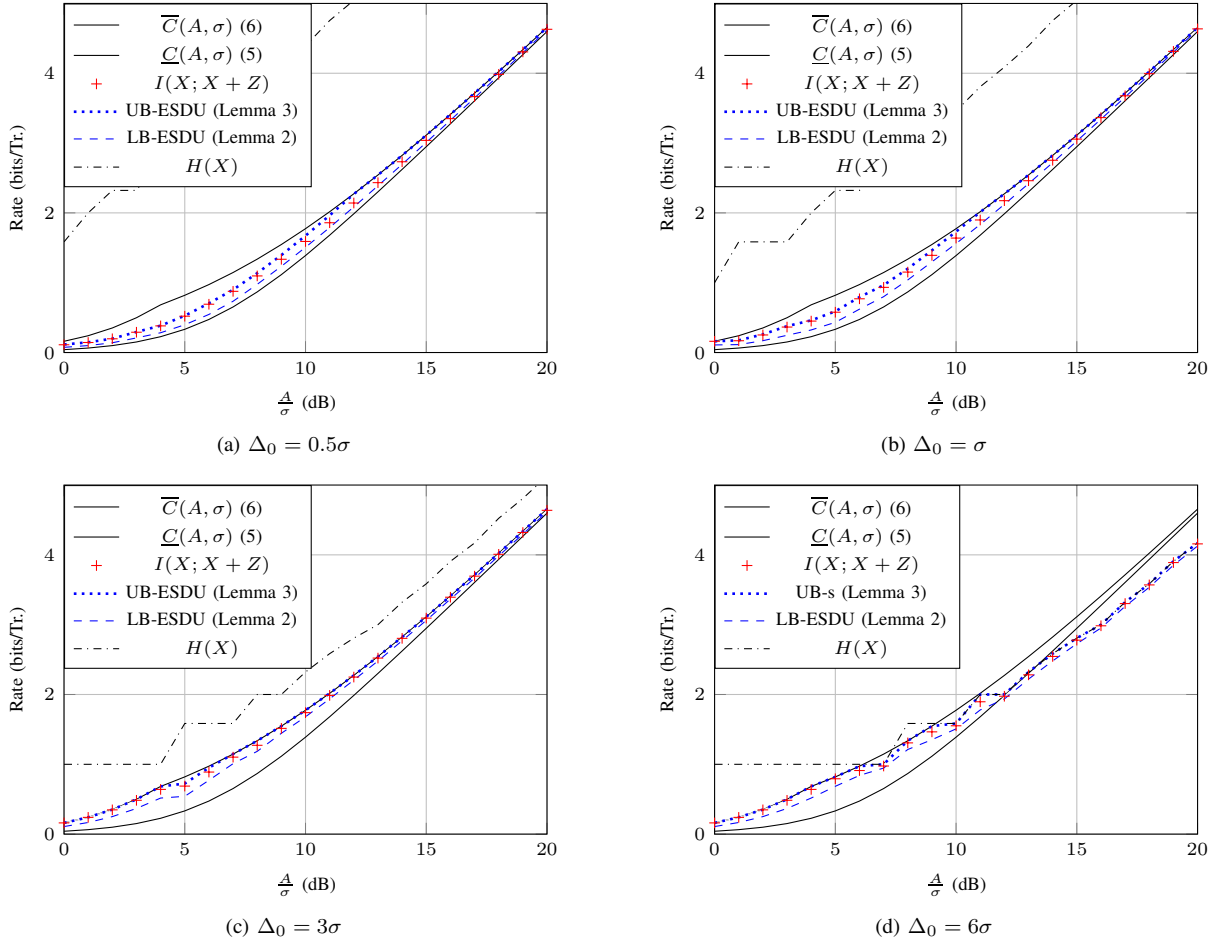 C̅(A, σ) (6)
C̲(A, σ) (5)
I(X; X + Z)
UB-ESDU (Lemma 3)
LB-ESDU (Lemma 2)
H(X)
Rate (bits/Tr.)
4
2
0
0 5 10 15 20
A/σ (dB)
(a) Δ₀ = 0.5σ
C̅(A, σ) (6)
C̲(A, σ) (5)
I(X; X + Z)
UB-ESDU (Lemma 3)
LB-ESDU (Lemma 2)
H(X)
Rate (bits/Tr.)
4
2
0
0 5 10 15 20
A/σ (dB)
(b) Δ₀ = σ
C̅(A, σ) (6)
C̲(A, σ) (5)
I(X; X + Z)
UB-ESDU (Lemma 3)
LB-ESDU (Lemma 2)
H(X)
Rate (bits/Tr.)
4
2
0
0 5 10 15 20
A/σ (dB)
(c) Δ₀ = 3σ
C̅(A, σ) (6)
C̲(A, σ) (5)
I(X; X + Z)
UB-s (Lemma 3)
LB-ESDU (Lemma 2)
H(X)
Rate (bits/Tr.)
4
2
0
0 5 10 15 20
A/σ (dB)
(d) Δ₀ = 6σ